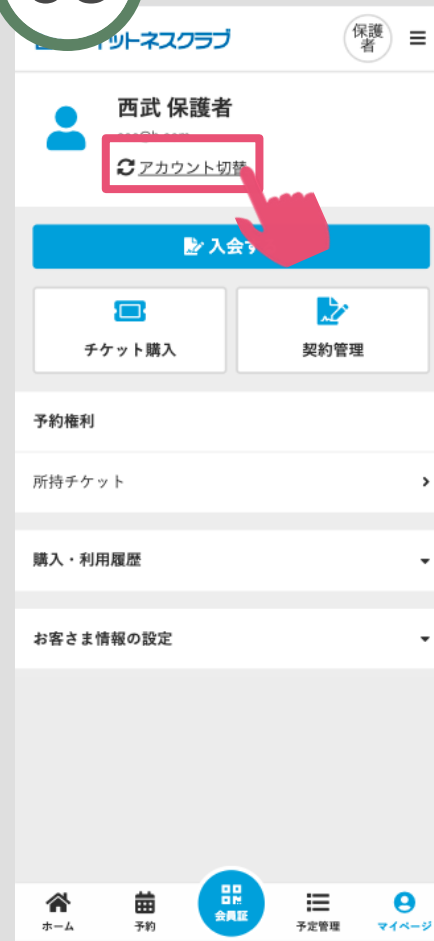 ットネスクラブ
保護
者
西武 保護者
アカウント切替
入会す
チケット購入
契約管理
予約権利
所持チケット
購入・利用履歴
お客さま情報の設定
ホーム
予約
会員証
予定管理
マイページ